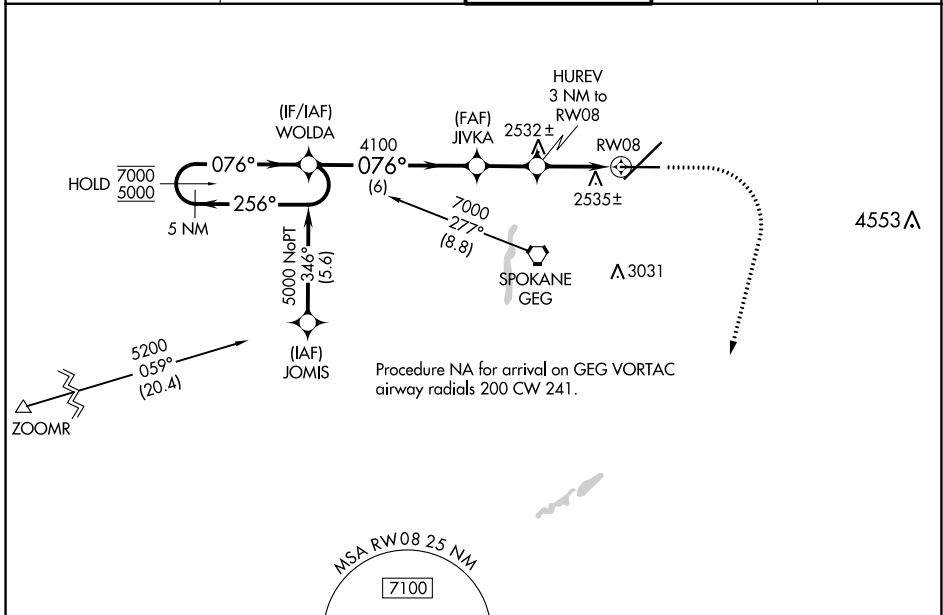 HUREV
3 NM to
RW08
(IF/IAF)
WOLDA
(FAF)
JIVKA
2532±
RW08
4100
076°
076°
(6)
HOLD
7000
5000
256°
5 NM
2535±
7000
277°
(8.8)
4553
5000 NoPT
346°
(5.6)
SPOKANE
GEG
3031
(IAF)
JOMIS
5200
059°
(20.4)
ZOOMR
Procedure NA for arrival on GEG VORTAC
airway radials 200 CW 241.
MSA RW08 25 NM
7100